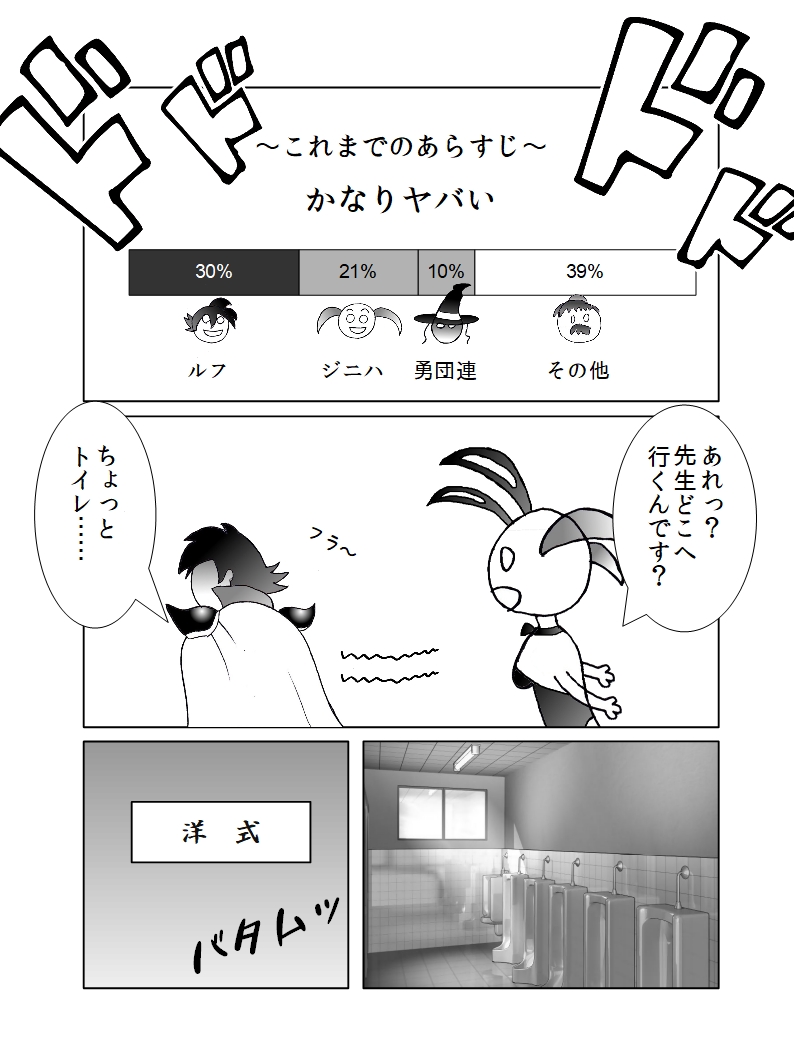 ドド
ドド
～これまでのあらすじ～
かなりヤバい
30% 21% 10% 39%
ルフ ジニハ 勇団連 その他
あれっ？
先生どこへ
行くんです？
フラ～
ちょっと
トイレ……
洋式
バタムッ